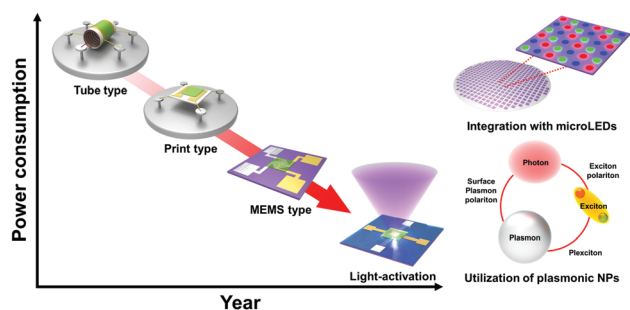 Power consumption
Year
Tube type
Print type
MEMS type
Light-activation
Integration with microLEDs
Photon
Exciton
polariton
Surface
Plasmon
polariton
Exciton
Plasmon
Plexciton
Utilization of plasmonic NPs